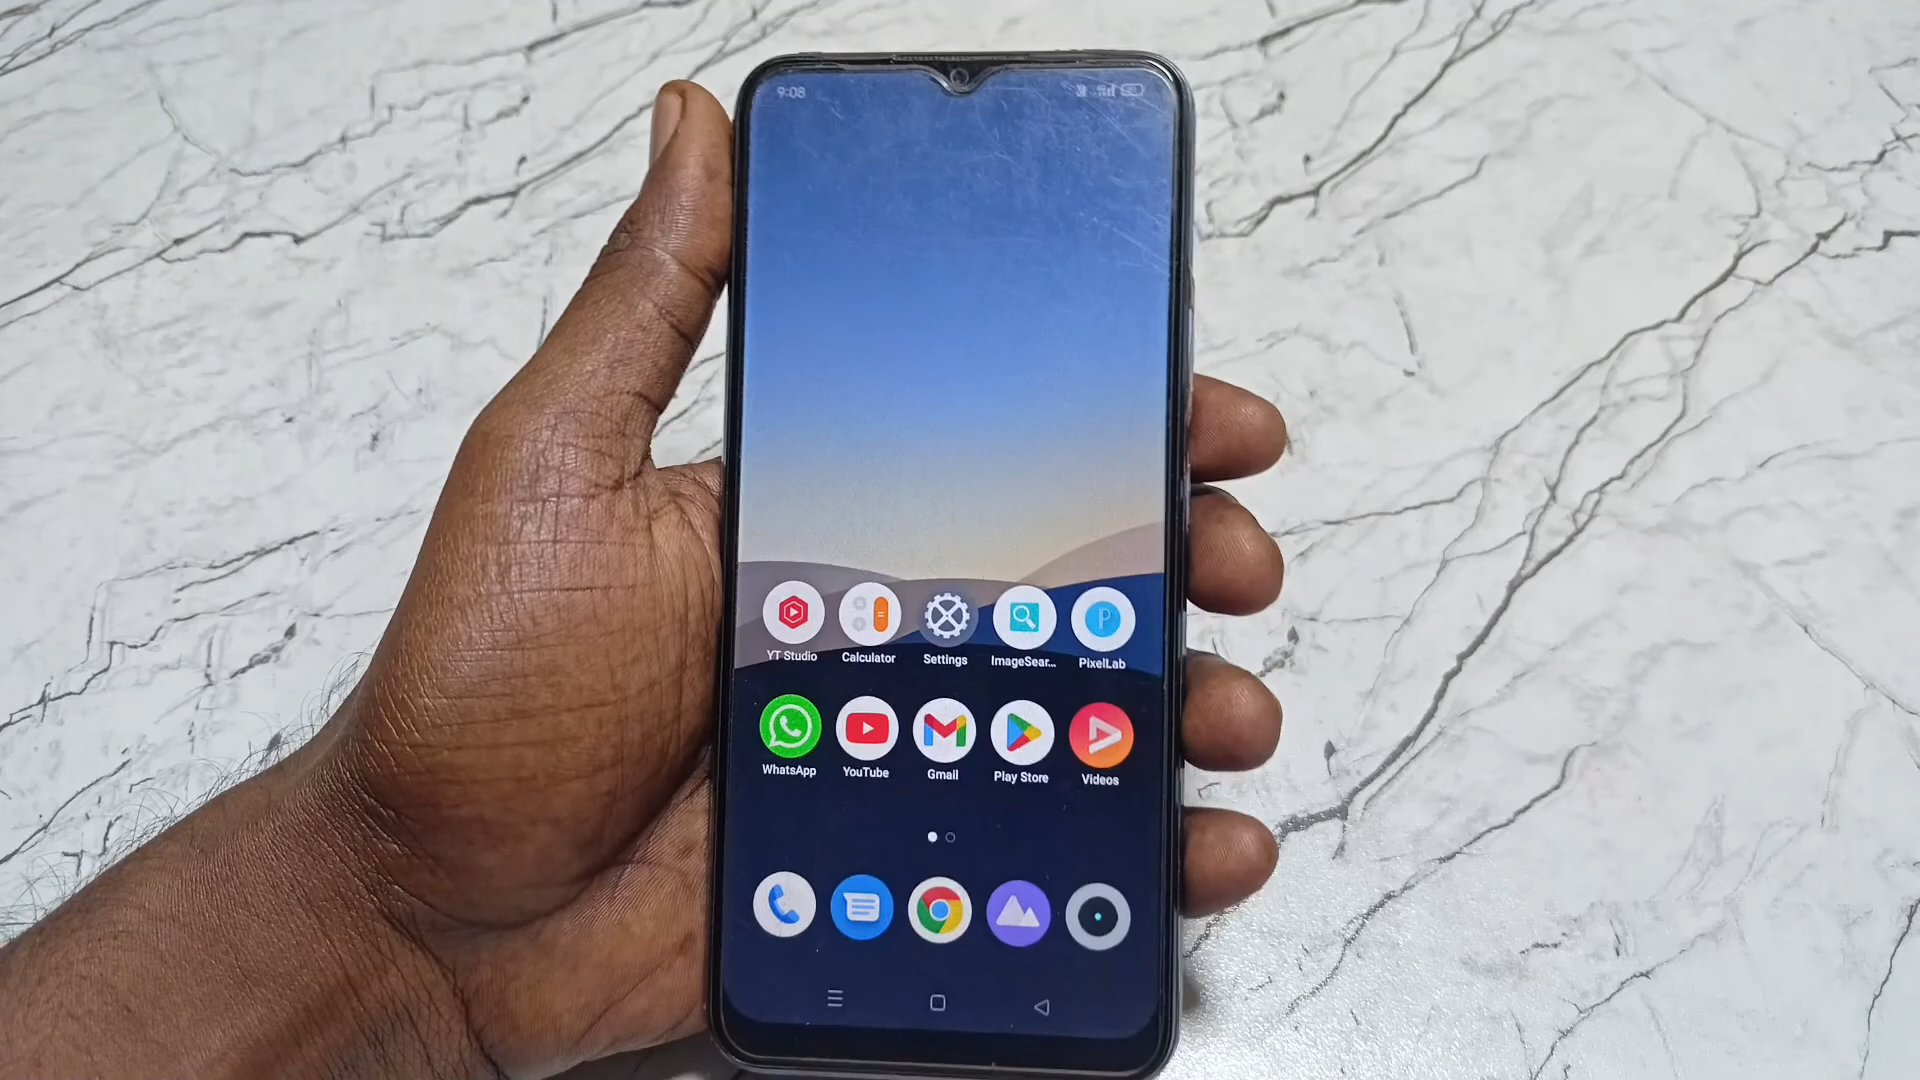 9:08
YT Studio Calculator Settings ImageSear... PixelLab
WhatsApp YouTube Gmail Play Store Videos